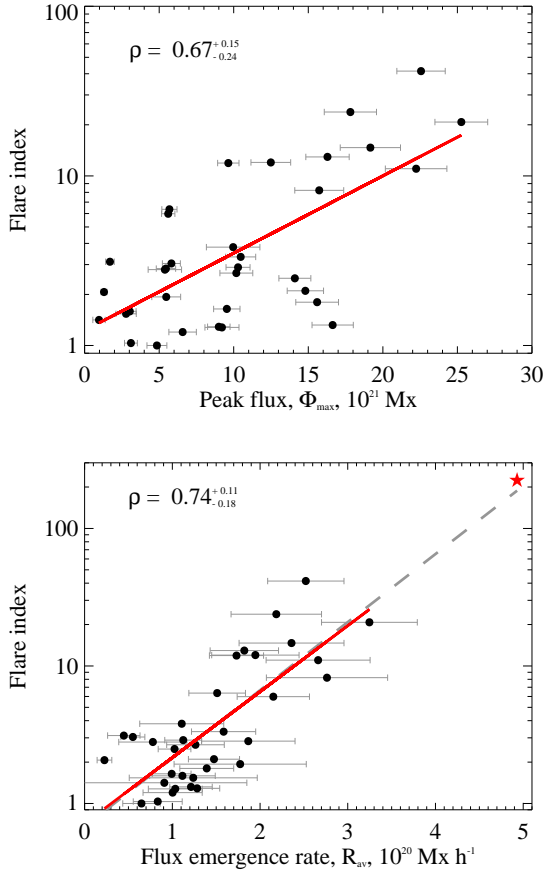 100
10
1
Flare index
ρ = 0.67 +0.15 -0.24
0 5 10 15 20 25 30
Peak flux, Φmax, 10²¹ Mx
100
10
1
Flare index
ρ = 0.74 +0.11 -0.18
0 1 2 3 4 5
Flux emergence rate, Rav, 10²⁰ Mx h⁻¹